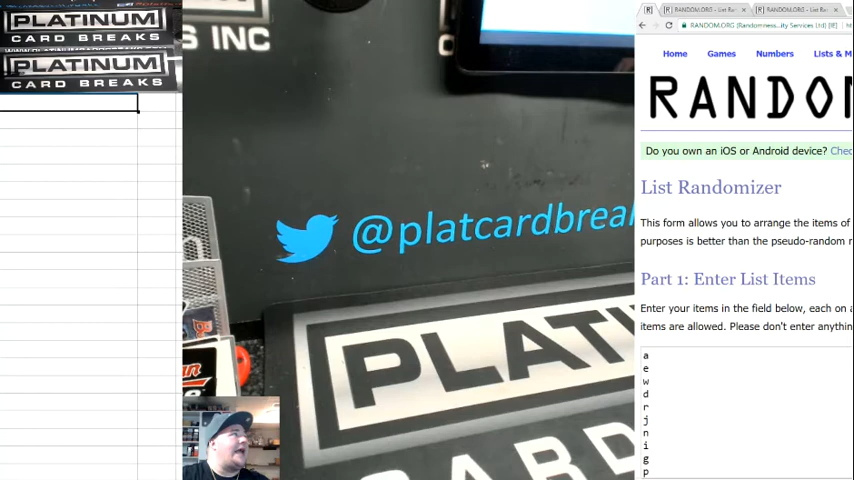 PLATINUM
CARD BREAKS
PLATINUM
CARD BREAKS
S INC
@platcardbreak
PLATI
CARD
RANDOM.ORG - List Ra
RANDOM.ORG - List Ra
RANDOM.ORG (Randomness...ity Services Ltd) [IE]
Home Games Numbers Lists & M
RANDO
Do you own an iOS or Android device? Chec
List Randomizer
This form allows you to arrange the items of
purposes is better than the pseudo-random n
Part 1: Enter List Items
Enter your items in the field below, each on a
items are allowed. Please don't enter anythin
a
e
w
d
r
j
n
i
g
p